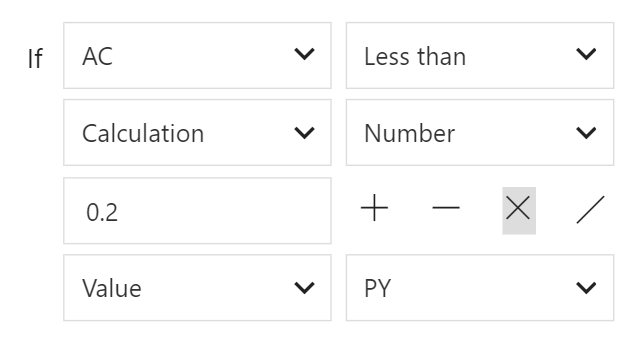 If AC Less than
Calculation Number
0.2 + − × ∕
Value PY